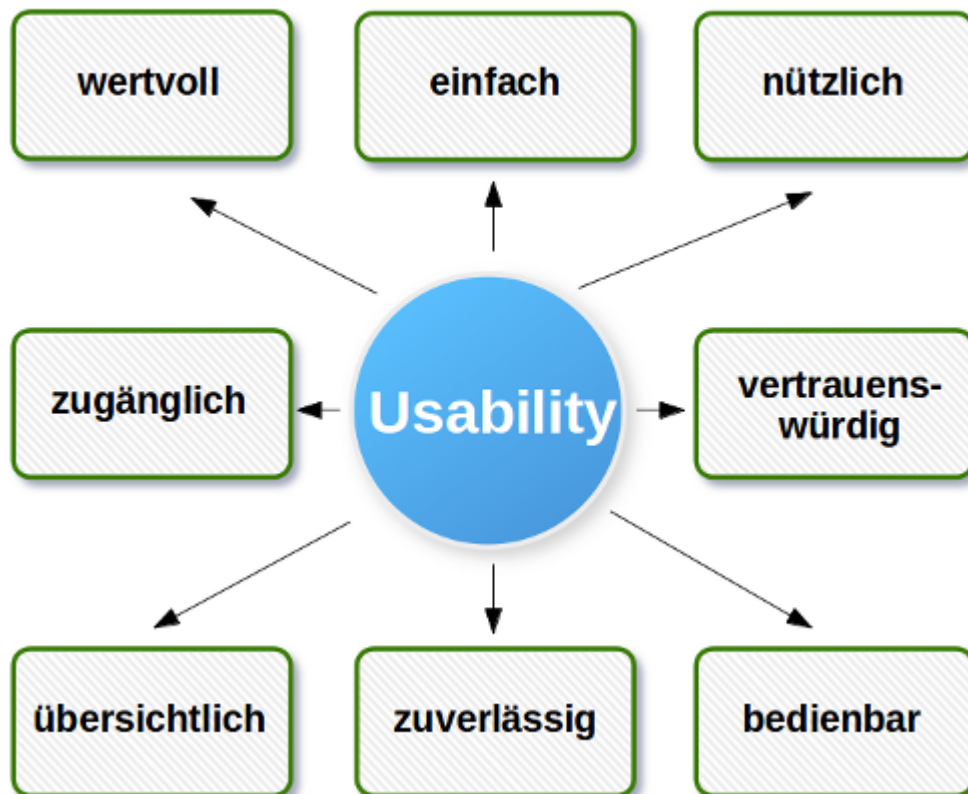 wertvoll
einfach
nützlich
zugänglich
Usability
vertrauens-
würdig
übersichtlich
zuverlässig
bedienbar